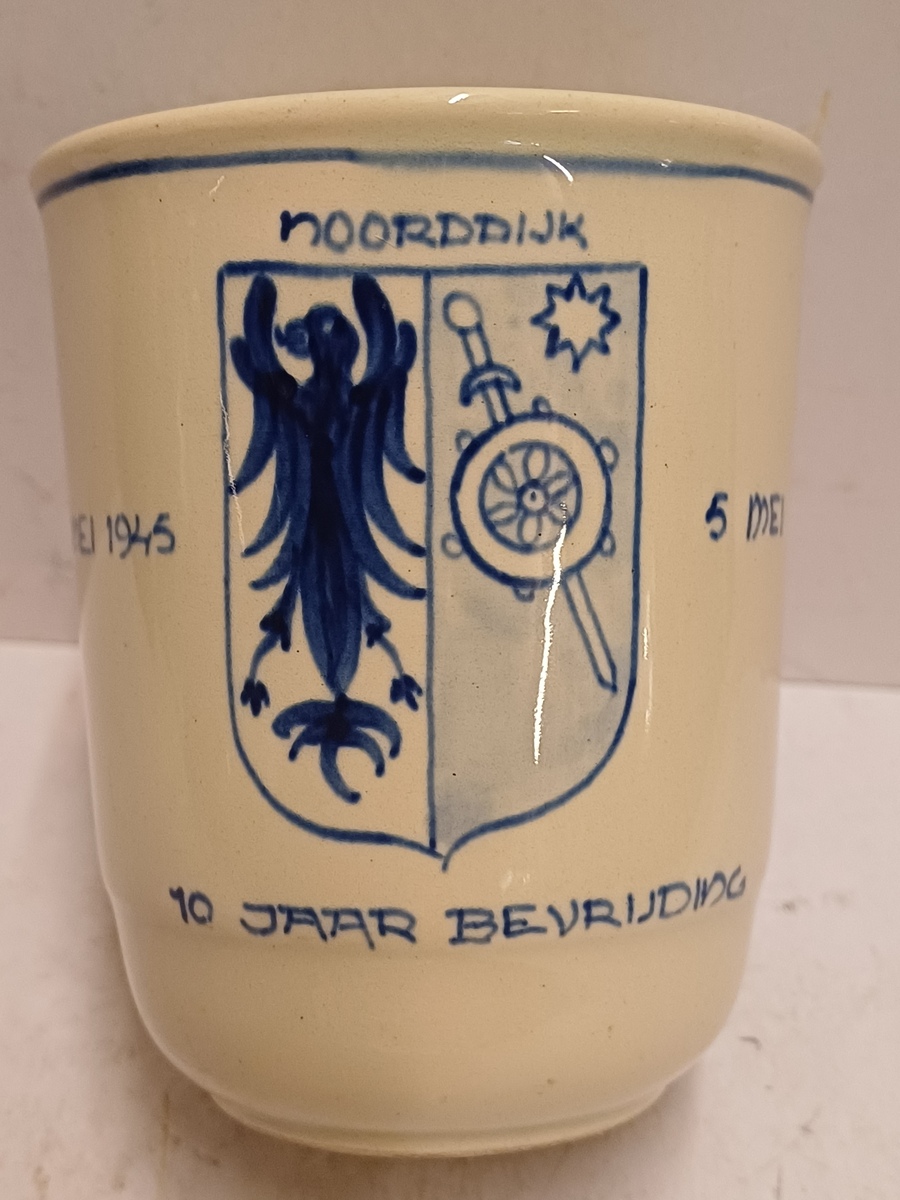 NOORDDIJK
MEI 1945
5 MEI
10 JAAR BEVRIJDING